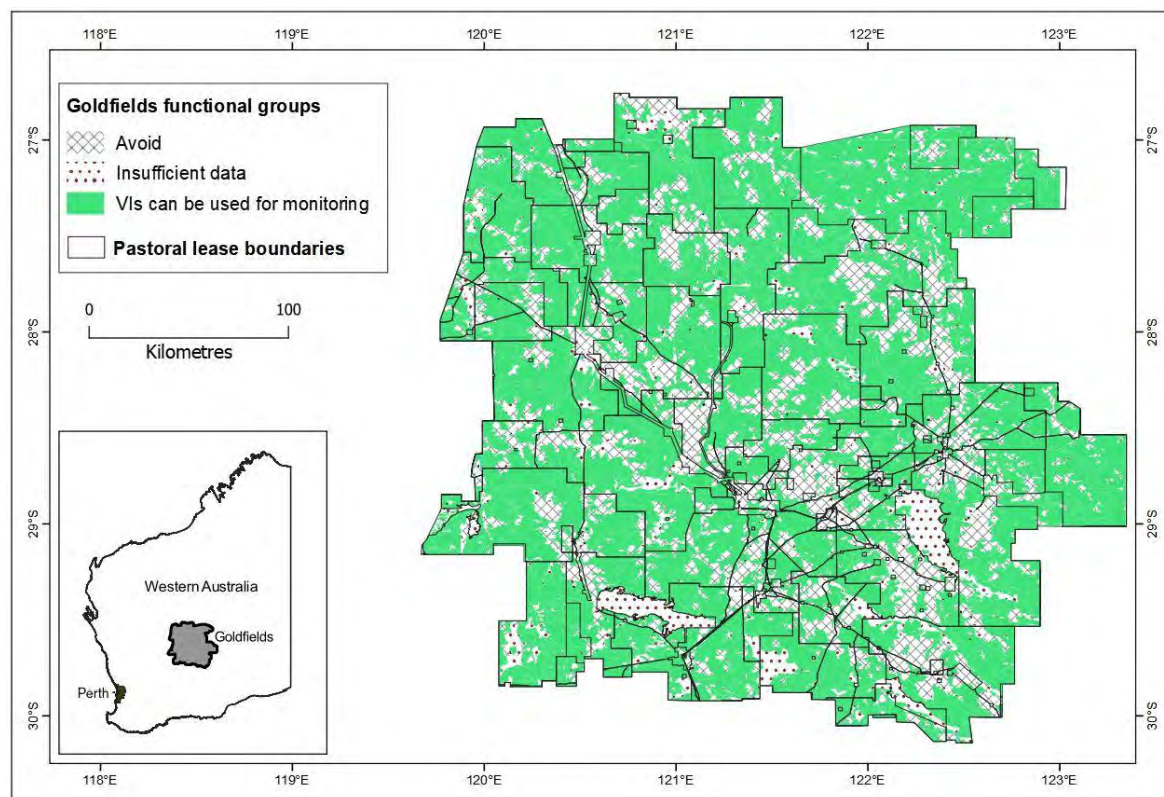 118°E 119°E 120°E 121°E 122°E 123°E
Goldfields functional groups
Avoid
Insufficient data
VIs can be used for monitoring
Pastoral lease boundaries
0 100
Kilometres
27°S
28°S
29°S
30°S
27°S
28°S
29°S
30°S
Western Australia
Goldfields
Perth
118°E 119°E 120°E 121°E 122°E 123°E